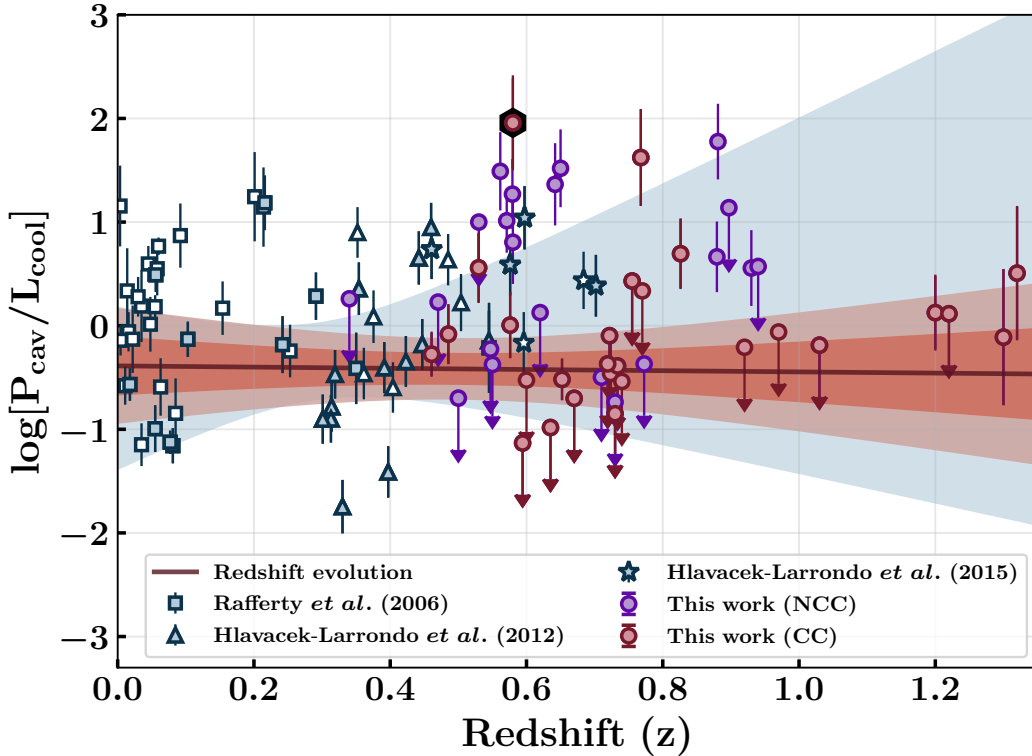 3
2
1
0
−1
−2
−3
log[P_cav/L_cool]
Redshift evolution
Rafferty et al. (2006)
Hlavacek-Larrondo et al. (2012)
Hlavacek-Larrondo et al. (2015)
This work (NCC)
This work (CC)
0.0 0.2 0.4 0.6 0.8 1.0 1.2
Redshift (z)